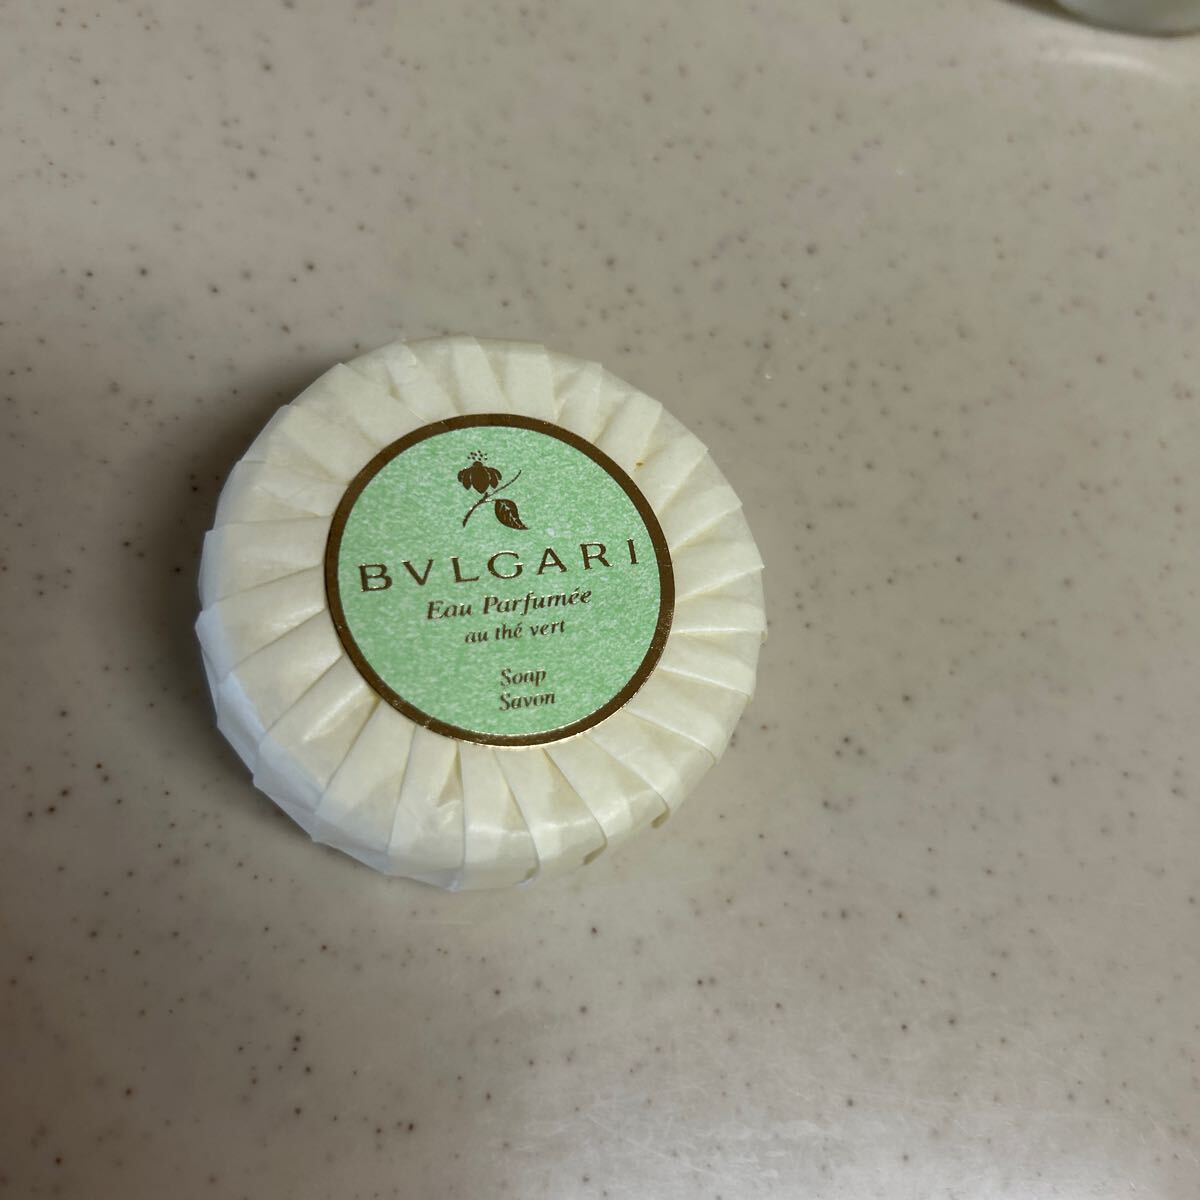 BVLGARI
Eau Parfumée
au thé vert
Soap
Savon